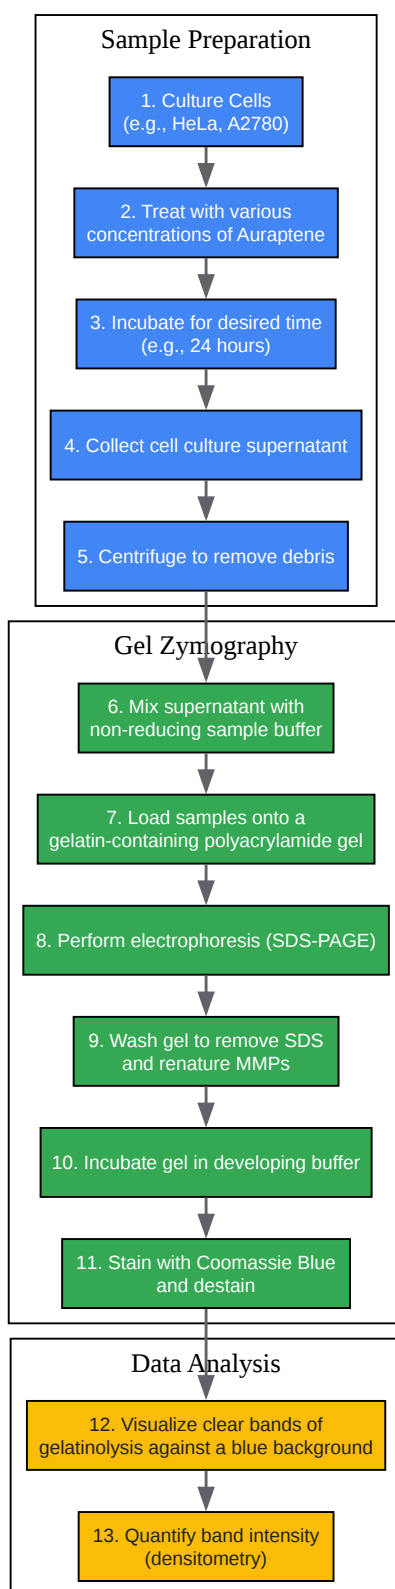 Sample Preparation
1. Culture Cells
(e.g., HeLa, A2780)
2. Treat with various
concentrations of Auraptene
3. Incubate for desired time
(e.g., 24 hours)
4. Collect cell culture supernatant
5. Centrifuge to remove debris
Gel Zymography
6. Mix supernatant with
non-reducing sample buffer
7. Load samples onto a
gelatin-containing polyacrylamide gel
8. Perform electrophoresis (SDS-PAGE)
9. Wash gel to remove SDS
and renature MMPs
10. Incubate gel in developing buffer
11. Stain with Coomassie Blue
and destain
Data Analysis
12. Visualize clear bands of
gelatinolysis against a blue background
13. Quantify band intensity
(densitometry)